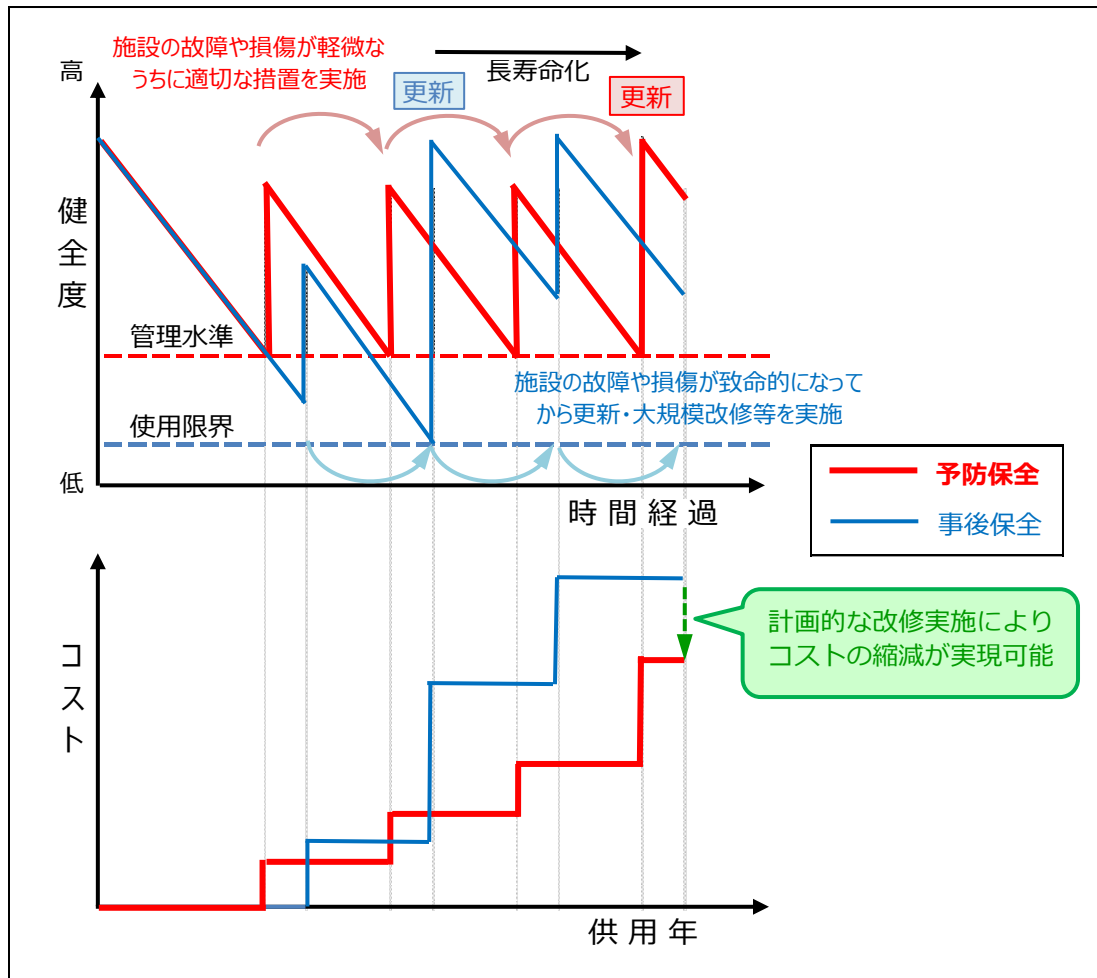 施設の故障や損傷が軽微な
うちに適切な措置を実施
長寿命化
更新
更新
高
健全度
管理水準
施設の故障や損傷が致命的になって
から更新・大規模改修等を実施
使用限界
低
時間経過
予防保全
事後保全
計画的な改修実施により
コストの縮減が実現可能
コスト
供用年